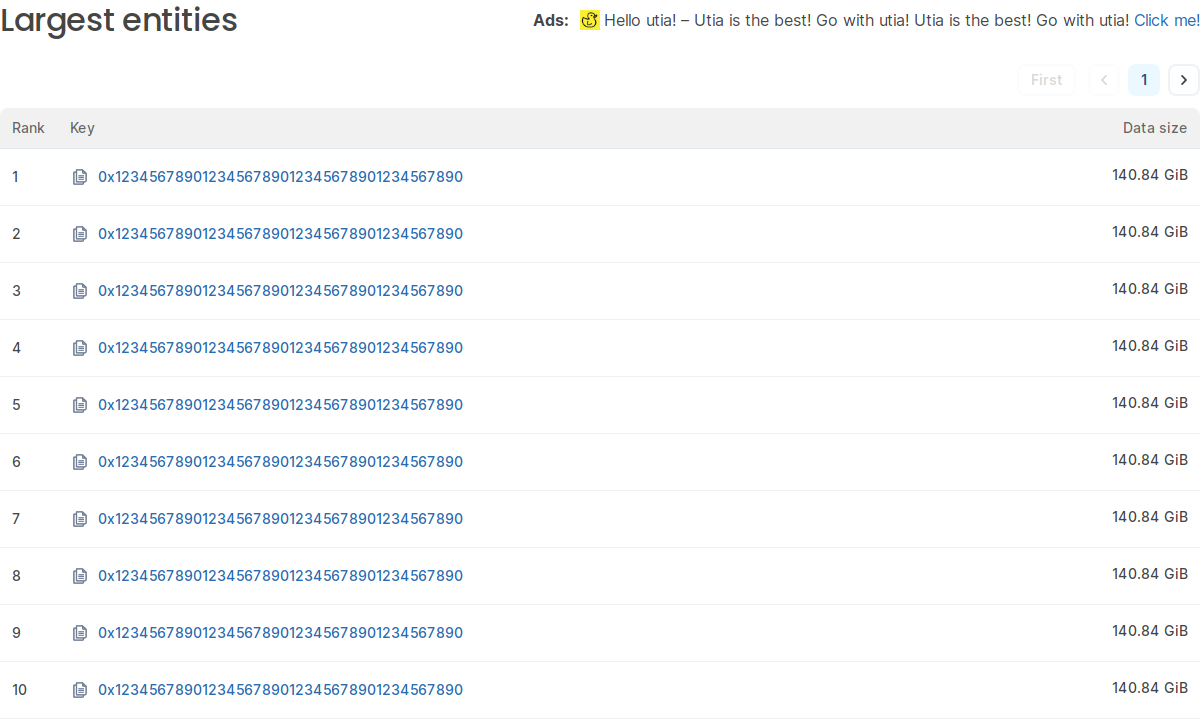 Largest entities
Ads: Hello utia! – Utia is the best! Go with utia! Utia is the best! Go with utia! Click me!
First 1
Rank Key Data size
1 0x1234567890123456789012345678901234567890 140.84 GiB
2 0x1234567890123456789012345678901234567890 140.84 GiB
3 0x1234567890123456789012345678901234567890 140.84 GiB
4 0x1234567890123456789012345678901234567890 140.84 GiB
5 0x1234567890123456789012345678901234567890 140.84 GiB
6 0x1234567890123456789012345678901234567890 140.84 GiB
7 0x1234567890123456789012345678901234567890 140.84 GiB
8 0x1234567890123456789012345678901234567890 140.84 GiB
9 0x1234567890123456789012345678901234567890 140.84 GiB
10 0x1234567890123456789012345678901234567890 140.84 GiB